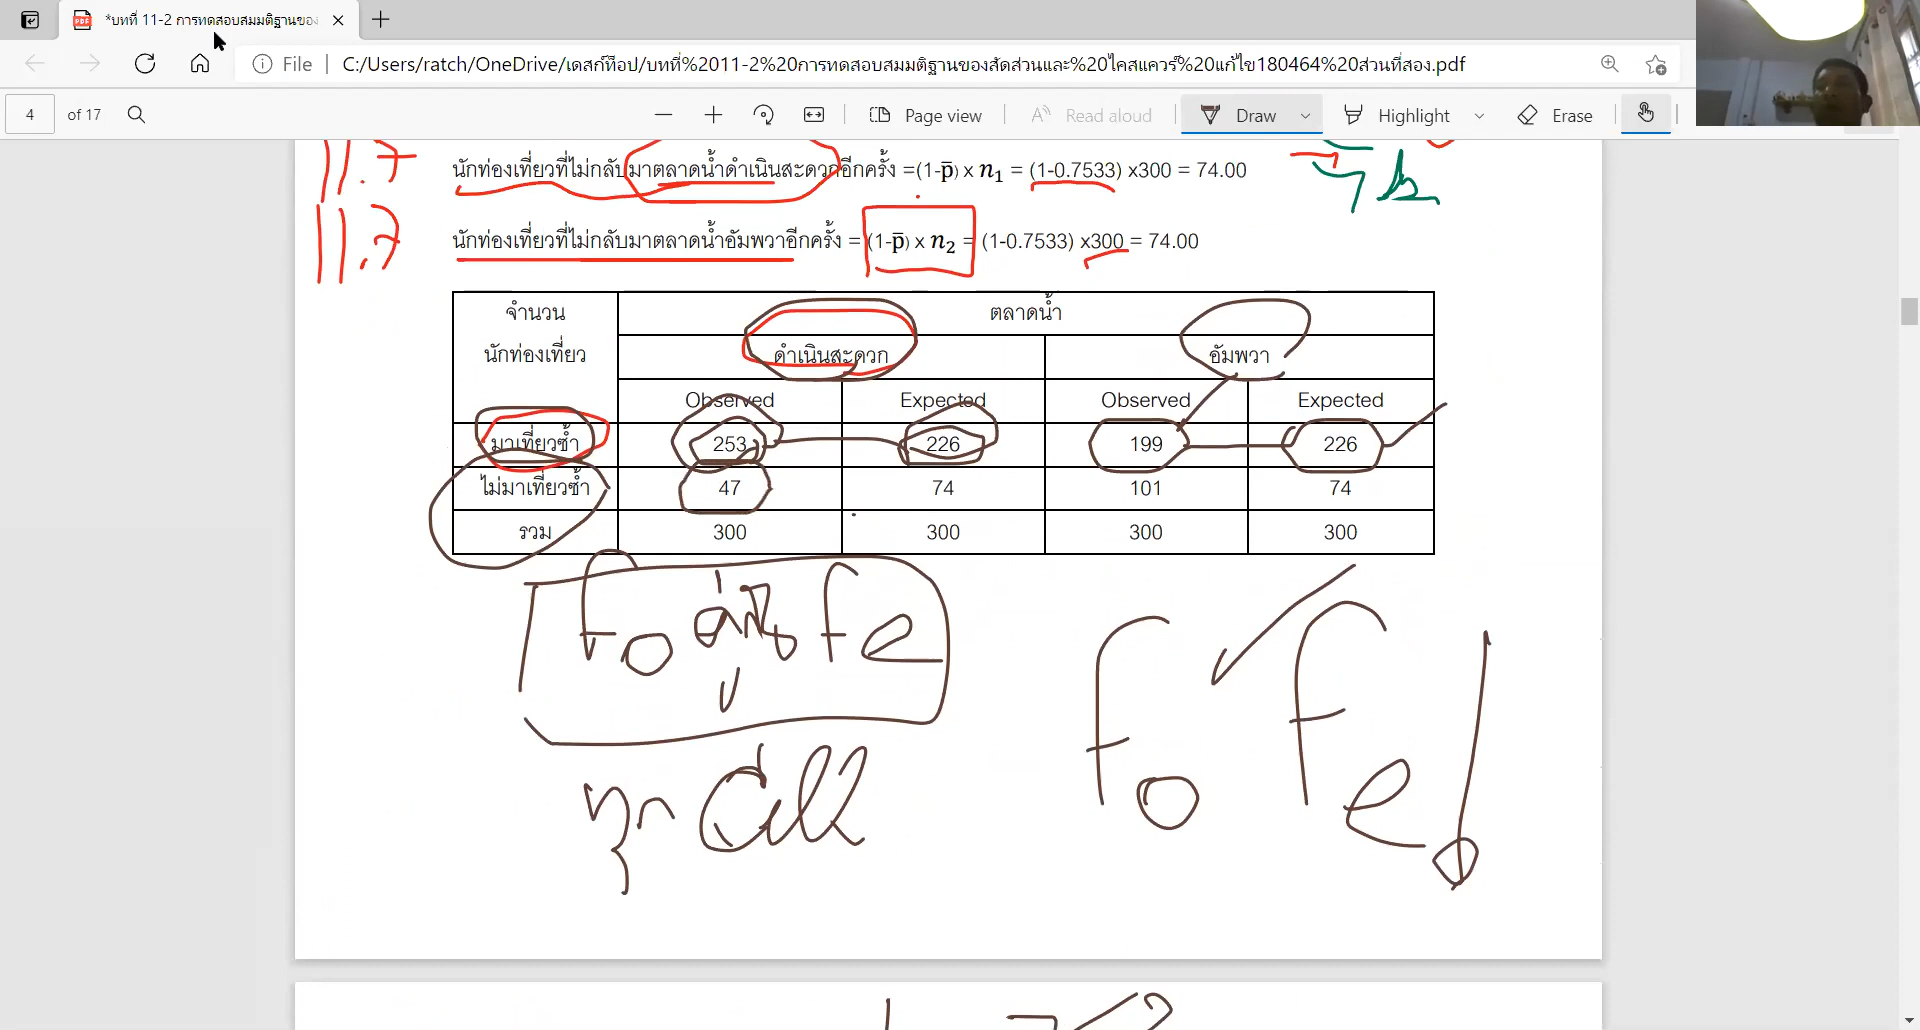 *บทที่ 11-2 การทดสอบสมมติฐานของ
File C:/Users/ratch/OneDrive/เดสก์ท็อป/บทที่%2011-2%20การทดสอบสมมติฐานของสัดส่วนและ%20ไคสแควร์%20แก้ไข180464%20ส่วนที่สอง.pdf
4 of 17 Page view Read aloud Draw Highlight Erase
11.7 นักท่องเที่ยวที่ไม่กลับมาตลาดน้ำดำเนินสะดวกอีกครั้ง =(1-p̅) x n₁ = (1-0.7533) x300 = 74.00
11.7 นักท่องเที่ยวที่ไม่กลับมาตลาดน้ำอัมพวาอีกครั้ง = (1-p̅) x n₂ = (1-0.7533) x300 = 74.00
จำนวน ตลาดน้ำ
นักท่องเที่ยว ดำเนินสะดวก อัมพวา
Observed Expected Observed Expected
มาเที่ยวซ้ำ 253 226 199 226
ไม่มาเที่ยวซ้ำ 47 74 101 74
รวม 300 300 300 300
fo fe
fo fe
ทุก Cell